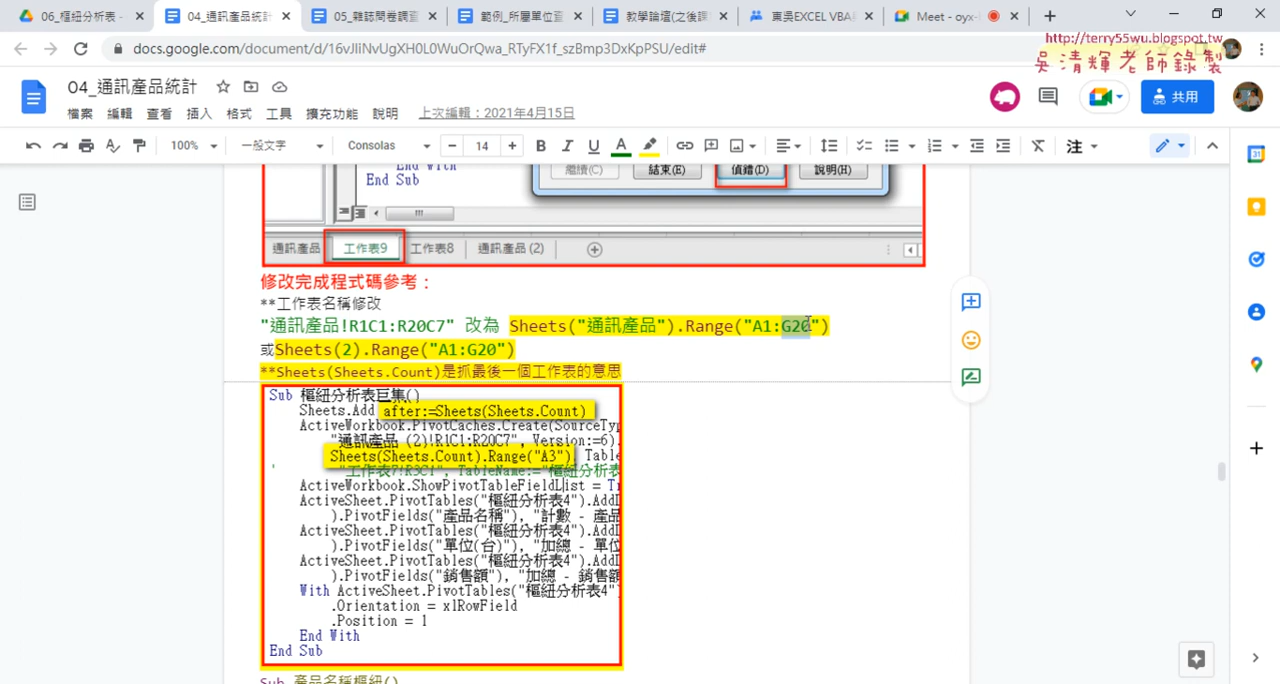 06_樞紐分析表 -
04_通訊產品統計
05_雜誌問卷調查
範例_所屬單位查
教學論壇(之後課
東吳EXCEL VBA
Meet - oyx-
docs.google.com/document/d/16vJIiNvUgXH0L0WuOrQwa_RTyFX1f_szBmp3DxKpPSU/edit#
http://terry55wu.blogspot.tw
吳清輝老師錄製
04_通訊產品統計
檔案 編輯 查看 插入 格式 工具 擴充功能 說明 上次編輯：2021年4月15日
共用
100% 一般文字 Consolas 14 B I U A 注
End With
End Sub
繼續(C) 結束(E) 偵錯(D) 說明(H)
通訊產品 工作表9 工作表8 通訊產品 (2)
修改完成程式碼參考：
**工作表名稱修改
"通訊產品!R1C1:R20C7" 改為 Sheets("通訊產品").Range("A1:G20")
或Sheets(2).Range("A1:G20")
**Sheets(Sheets.Count)是抓最後一個工作表的意思
Sub 樞紐分析表巨集()
Sheets.Add after:=Sheets(Sheets.Count)
ActiveWorkbook.PivotCaches.Create(SourceTyp
"通訊產品 (2)!R1C1:R20C7", Version:=6).
Sheets(Sheets.Count).Range("A3"), Table
' "工作表7!R3C1", TableName:="樞紐分析表
ActiveWorkbook.ShowPivotTableFieldList = Tr
ActiveSheet.PivotTables("樞紐分析表4").AddD
).PivotFields("產品名稱"), "計數 - 產品
ActiveSheet.PivotTables("樞紐分析表4").AddD
).PivotFields("單位(台)"), "加總 - 單位
ActiveSheet.PivotTables("樞紐分析表4").AddD
).PivotFields("銷售額"), "加總 - 銷售額
With ActiveSheet.PivotTables("樞紐分析表4"
.Orientation = xlRowField
.Position = 1
End With
End Sub
Sub 產品名稱樞紐()